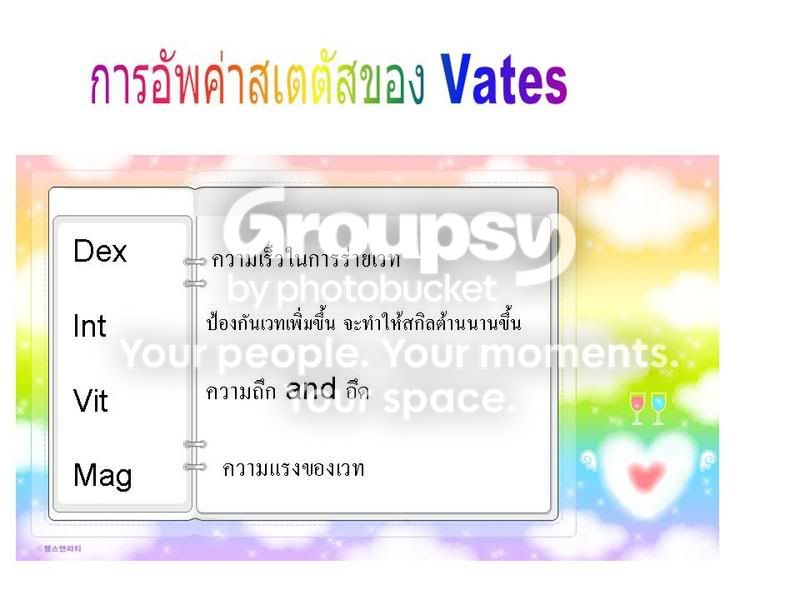 การอัพค่าสเตตัสของ Vates
Groupsy
by photobucket
Dex
ความเร็วในการร่ายเวท
Int
ป้องกันเวทเพิ่มขึ้น จะทำให้สกิลต้านนานขึ้น
Your people. Your moments.
Your space.
Vit
ความถึก and อึด
Mag
ความแรงของเวท
©헬스앤파티